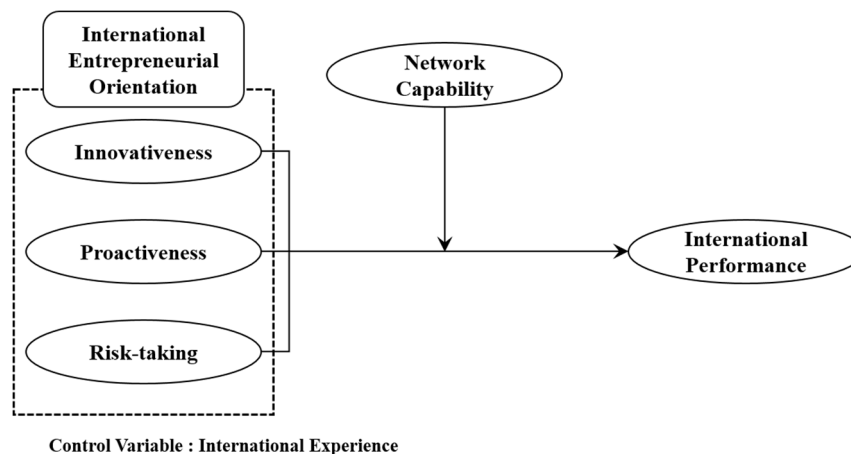 International
Entrepreneurial
Orientation
Network
Capability
Innovativeness
Proactiveness
International
Performance
Risk-taking
Control Variable : International Experience